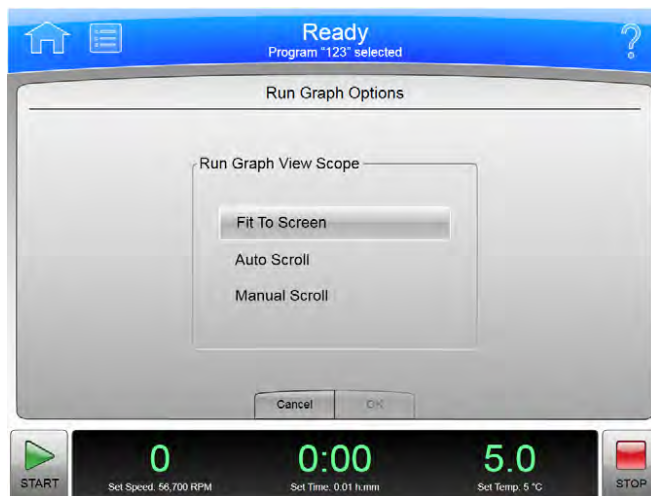 Ready
Program "123" selected
?
Run Graph Options
Run Graph View Scope
Fit To Screen
Auto Scroll
Manual Scroll
Cancel
OK
0
0:00
5.0
START
Set Speed: 56,700 RPM
Set Time: 0.01 h:mm
Set Temp: 5 °C
STOP